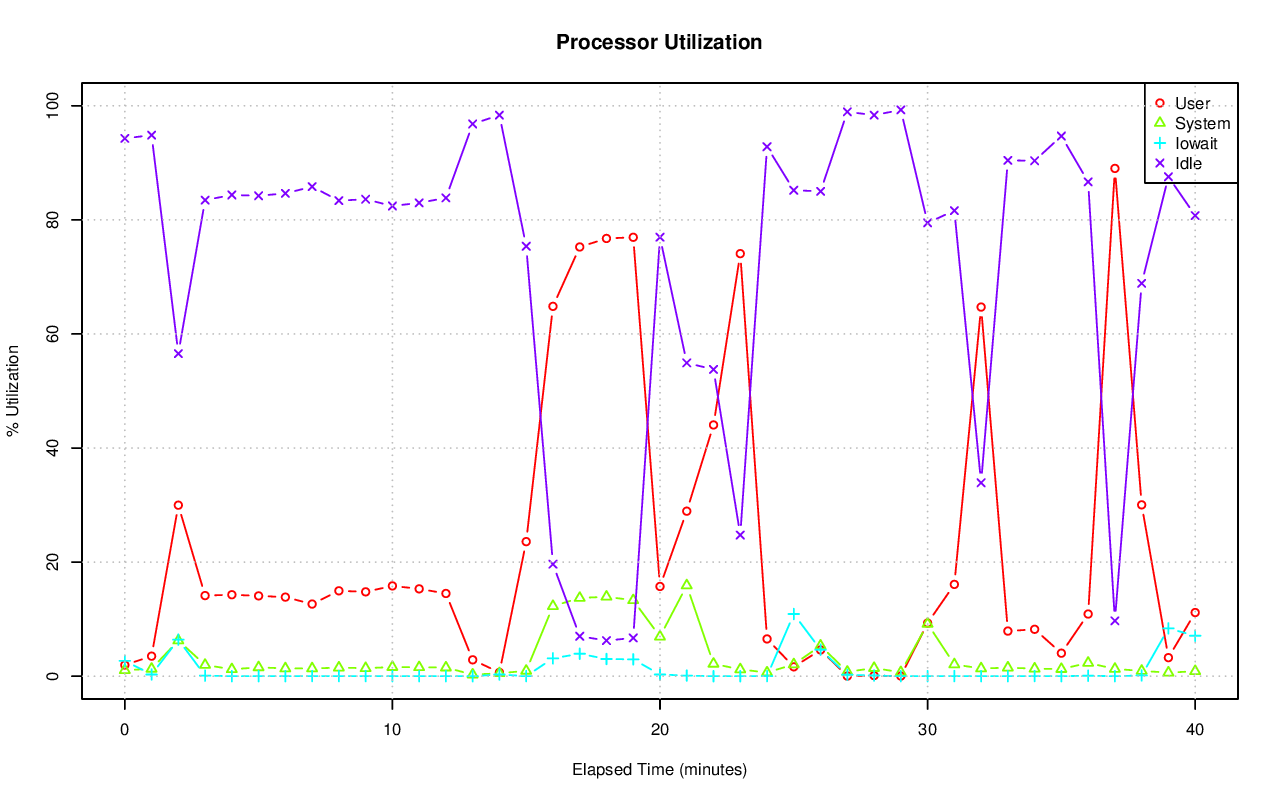 Processor Utilization
% Utilization
100
80
60
40
20
0
User
System
Iowait
Idle
0 10 20 30 40
Elapsed Time (minutes)